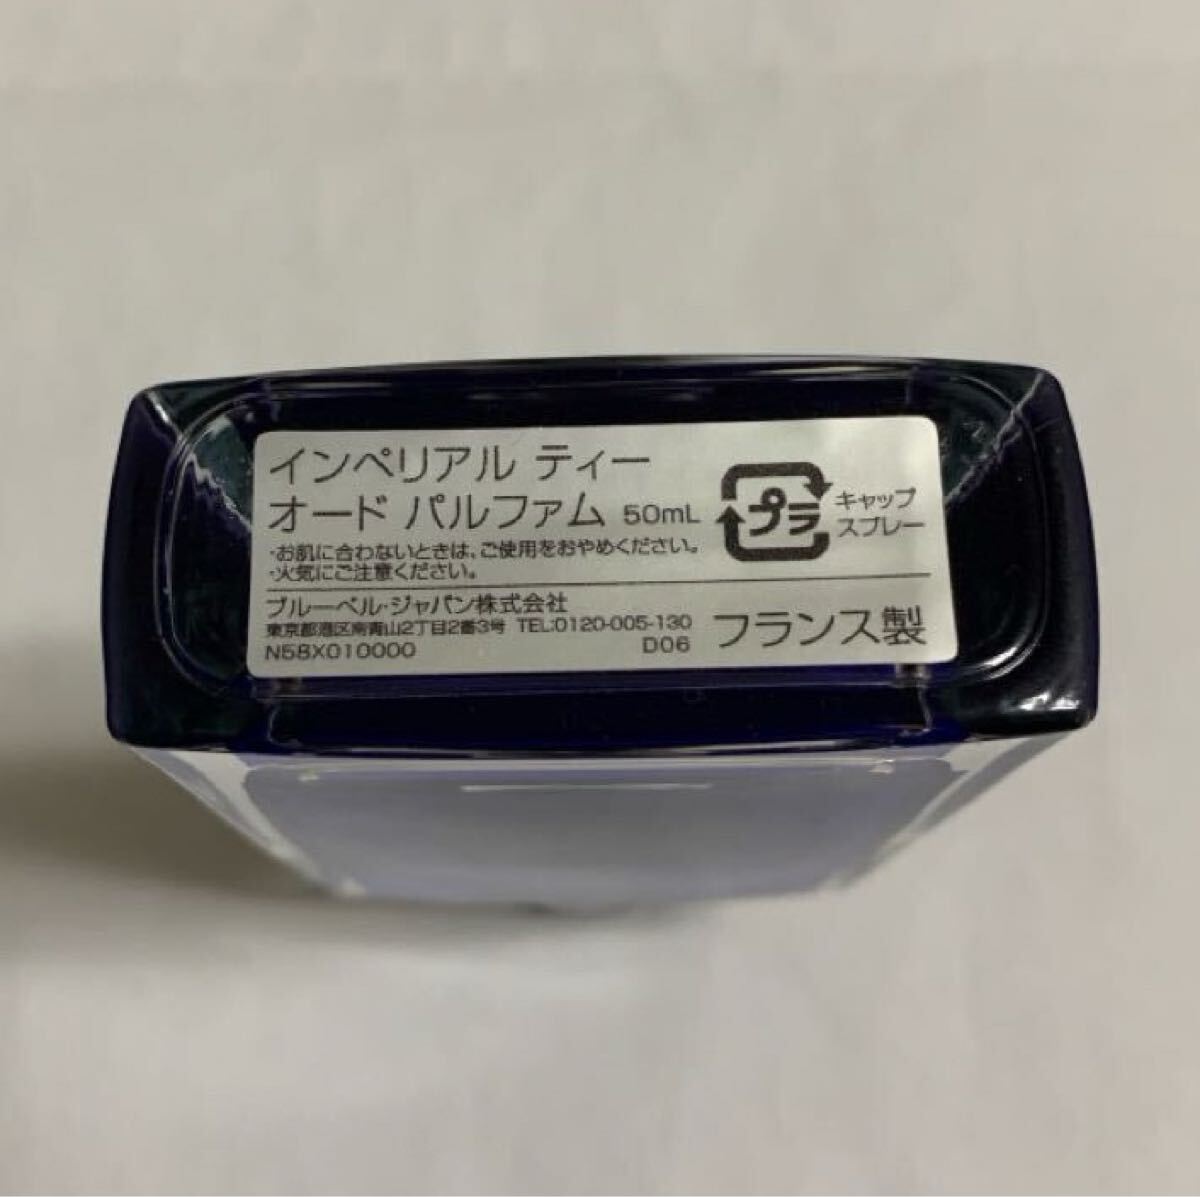 インペリアル ティー
オード パルファム 50mL
・お肌に合わないときは、ご使用をおやめください。
・火気にご注意ください。
プラ
キャップ
スプレー
ブルーベル・ジャパン株式会社
東京都港区南青山2丁目2番3号 TEL:0120-005-130
N58X010000 D06
フランス製